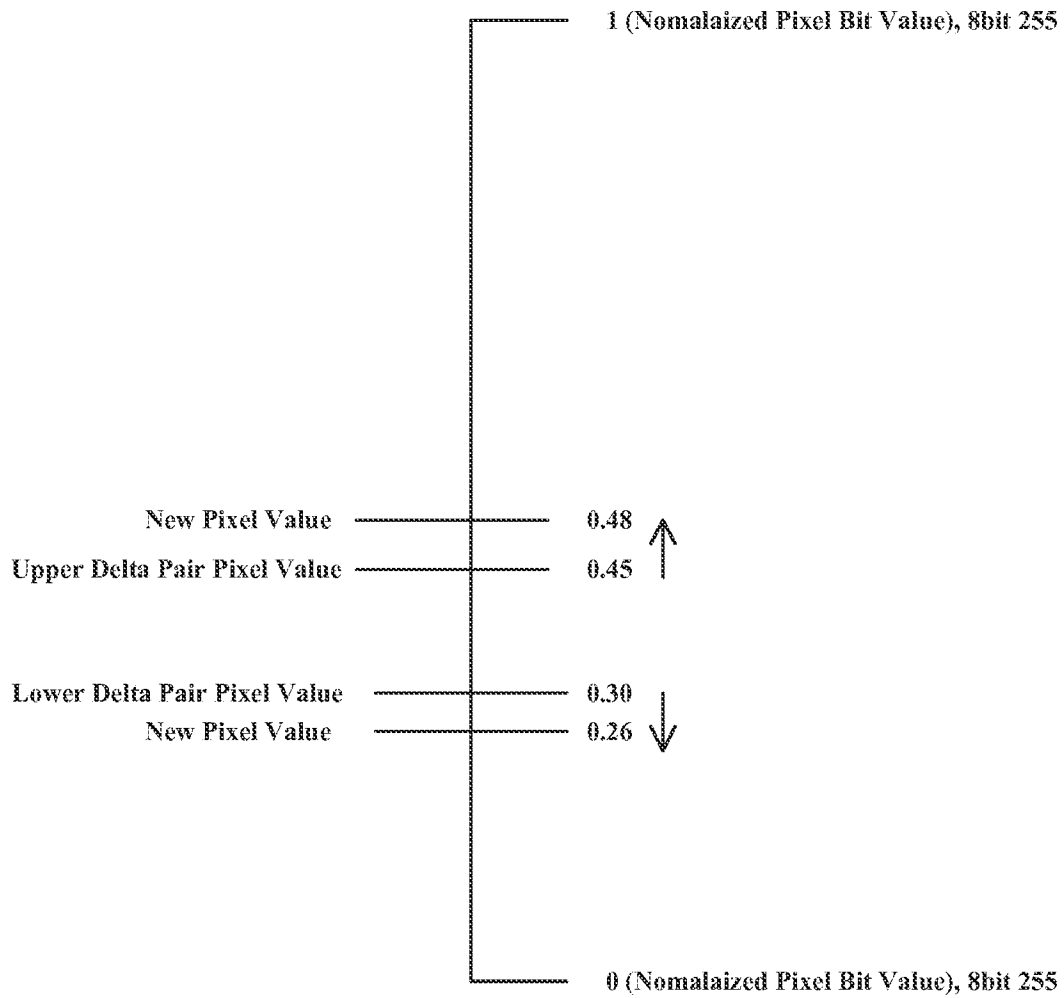 1 (Nomalaized Pixel Bit Value), 8bit 255
New Pixel Value 0.48
Upper Delta Pair Pixel Value 0.45
Lower Delta Pair Pixel Value 0.30
New Pixel Value 0.26
0 (Nomalaized Pixel Bit Value), 8bit 255